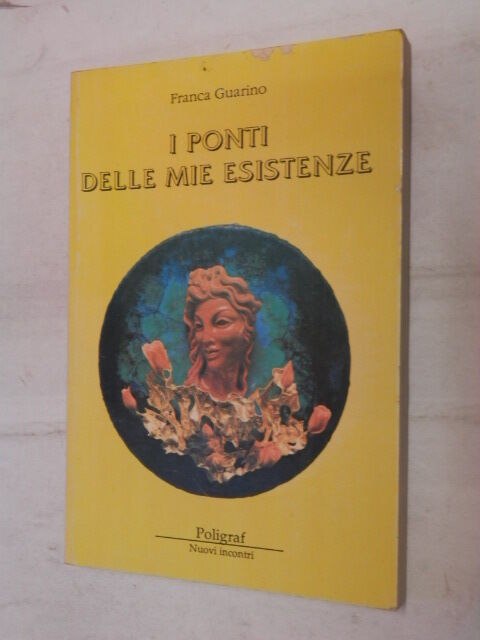 Franca Guarino
I PONTI
DELLE MIE ESISTENZE
Poligraf
Nuovi incontri